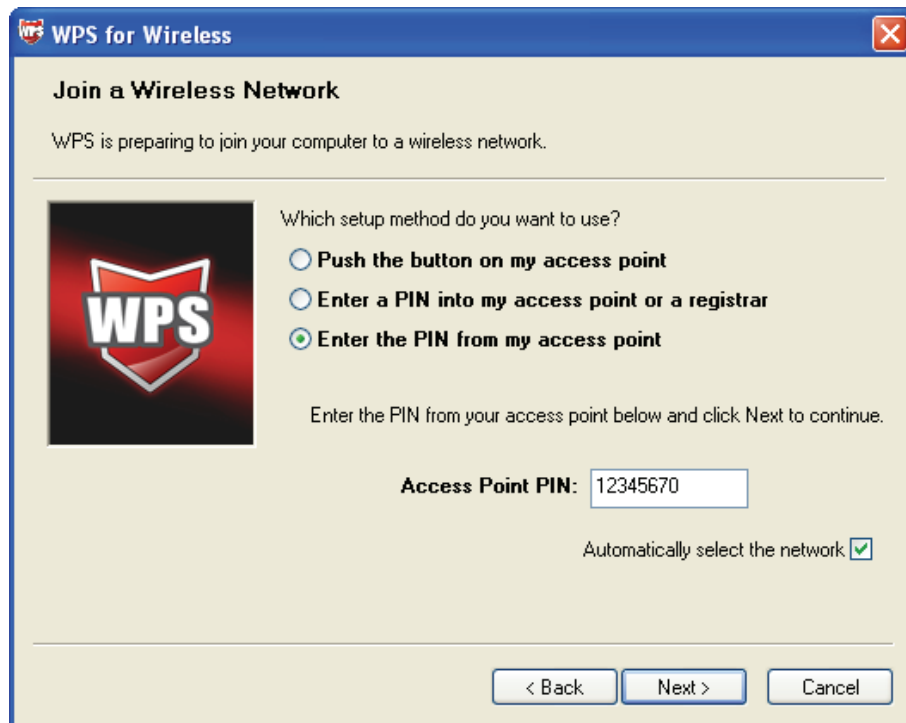 WPS WPS for Wireless
Join a Wireless Network
WPS is preparing to join your computer to a wireless network.
WPS
Which setup method do you want to use?
Push the button on my access point
Enter a PIN into my access point or a registrar
Enter the PIN from my access point
Enter the PIN from your access point below and click Next to continue.
Access Point PIN: 12345670
Automatically select the network
< Back Next > Cancel